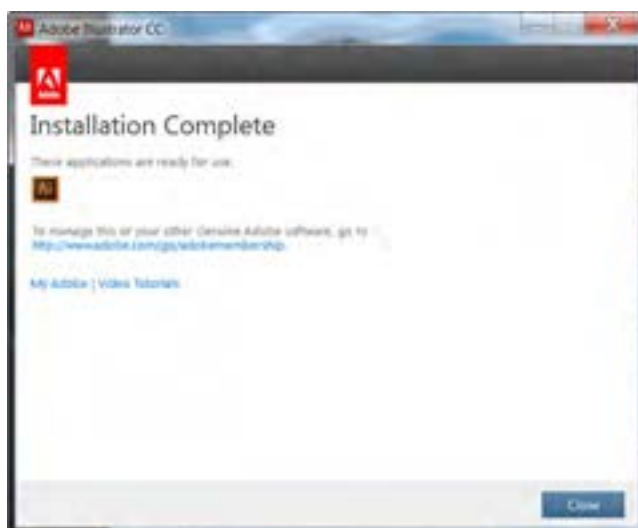 Adobe Illustrator CC
Adobe
Installation Complete
These applications are ready for use.
Ai
To manage this or your other Genuine Adobe software, go to
http://www.adobe.com/go/adobemembership.
My Adobe | Video Tutorials
Close